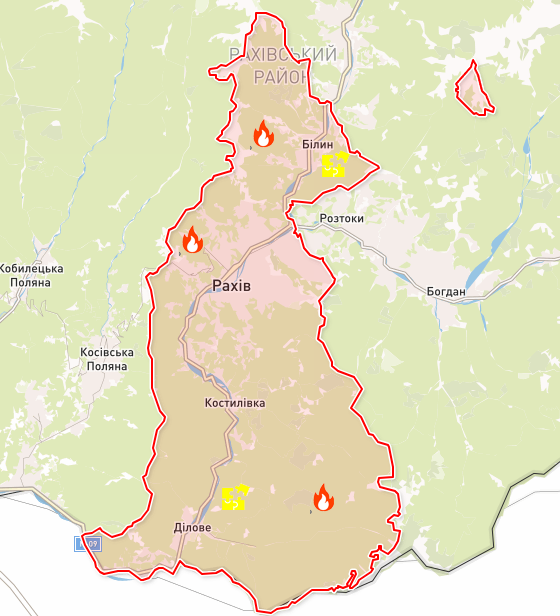 РАХІВСЬКИЙ
РАЙОН
Білин
Розтоки
Кобилецька
Поляна
Рахів
Богдан
Косівська
Поляна
Костилівка
Ділове